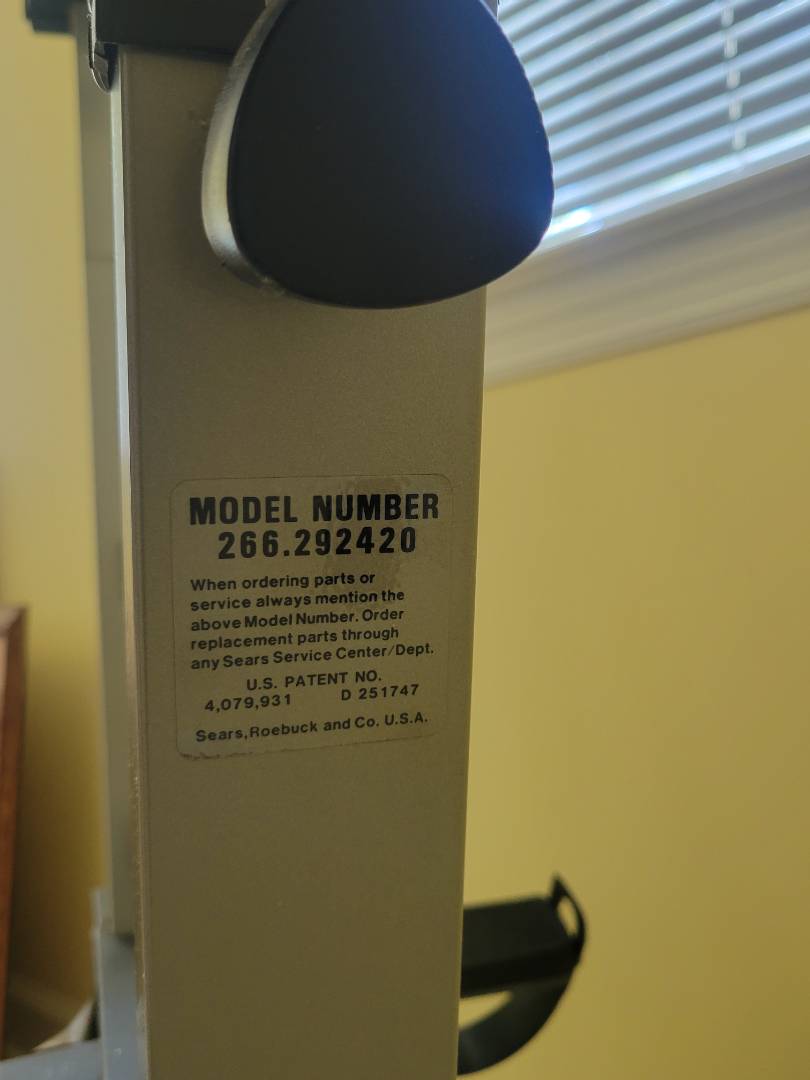 MODEL NUMBER
266.292420
When ordering parts or
service always mention the
above Model Number. Order
replacement parts through
any Sears Service Center/Dept.
U.S. PATENT NO.
4,079,931 D 251747
Sears, Roebuck and Co. U.S.A.